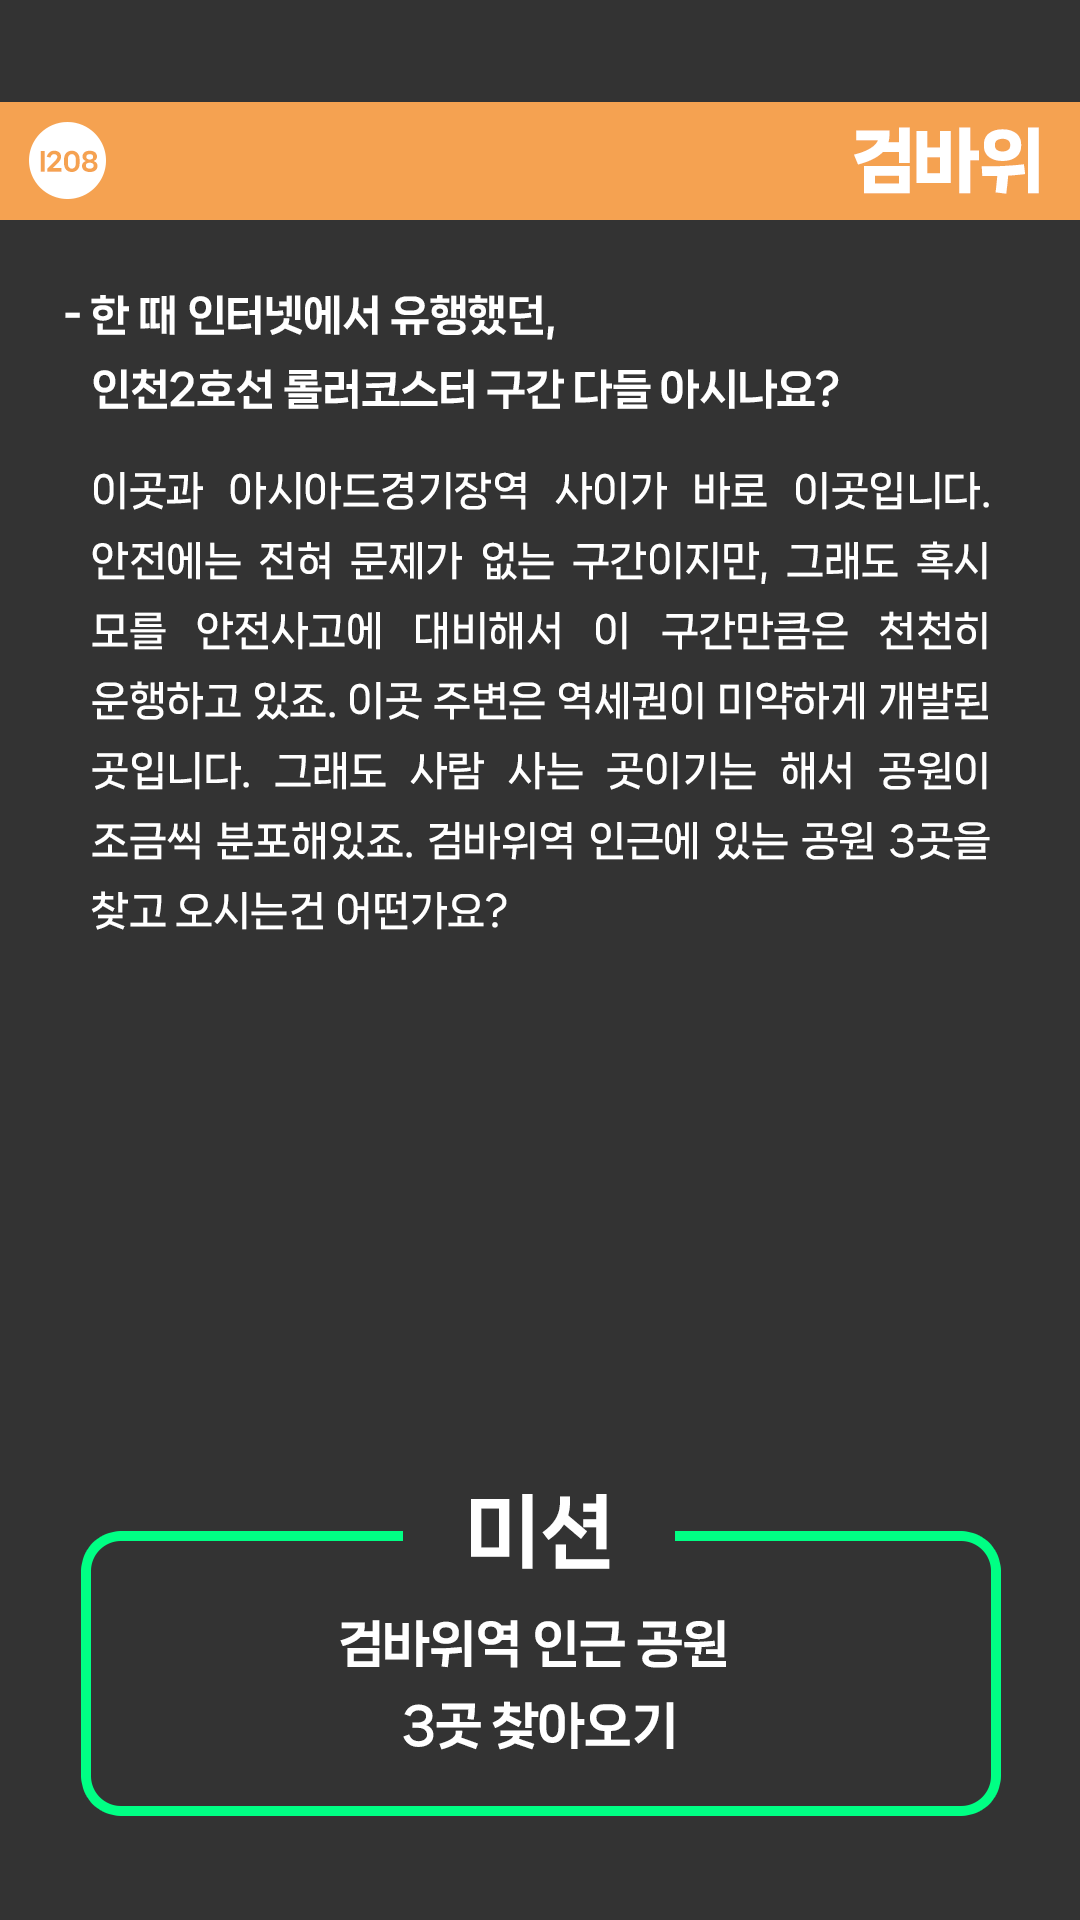 I208
검바위
- 한 때 인터넷에서 유행했던,
인천2호선 롤러코스터 구간 다들 아시나요?
이곳과 아시아드경기장역 사이가 바로 이곳입니다.
안전에는 전혀 문제가 없는 구간이지만, 그래도 혹시
모를 안전사고에 대비해서 이 구간만큼은 천천히
운행하고 있죠. 이곳 주변은 역세권이 미약하게 개발된
곳입니다. 그래도 사람 사는 곳이기는 해서 공원이
조금씩 분포해있죠. 검바위역 인근에 있는 공원 3곳을
찾고 오시는건 어떤가요?
미션
검바위역 인근 공원
3곳 찾아오기